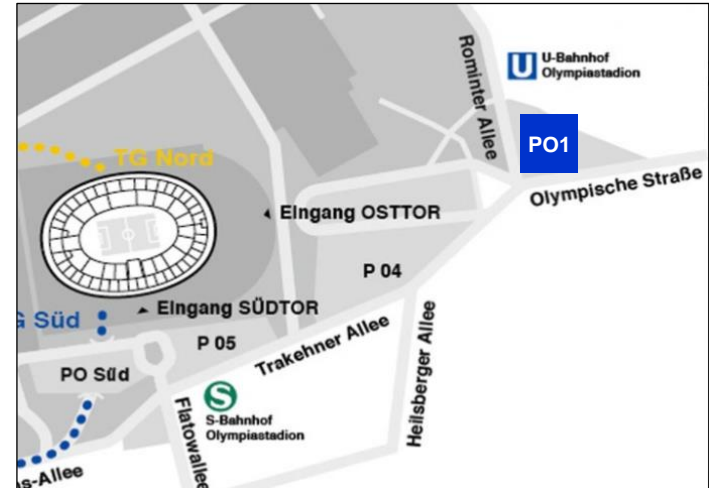 Rominter Allee
U
U-Bahnhof
Olympiastadion
PO1
TG Nord
Olympische Straße
Eingang OSTTOR
P 04
Eingang SÜDTOR
G Süd
P 05
Trakehner Allee
PO Süd
Heilsberger Allee
S
S-Bahnhof
Olympiastadion
Flatowallee
as-Allee